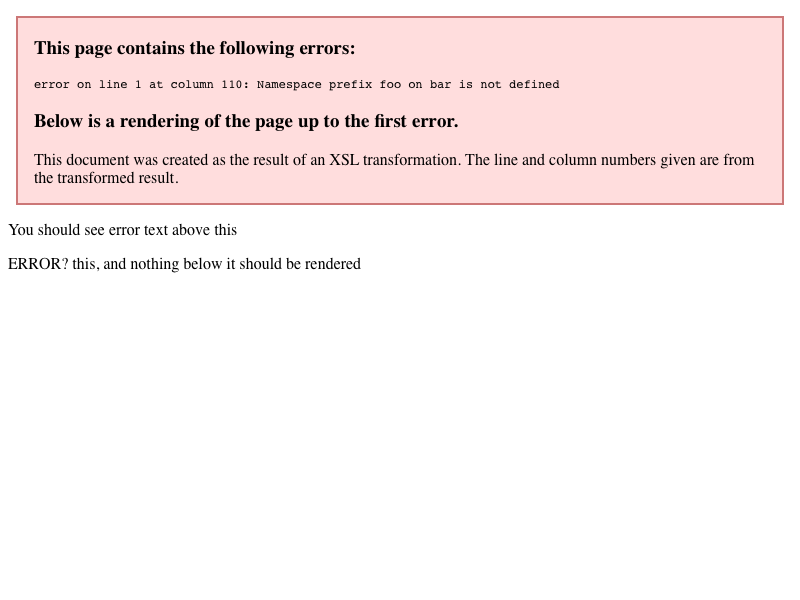 This page contains the following errors:
error on line 1 at column 110: Namespace prefix foo on bar is not defined
Below is a rendering of the page up to the first error.
This document was created as the result of an XSL transformation. The line and column numbers given are from
the transformed result.
You should see error text above this
ERROR? this, and nothing below it should be rendered